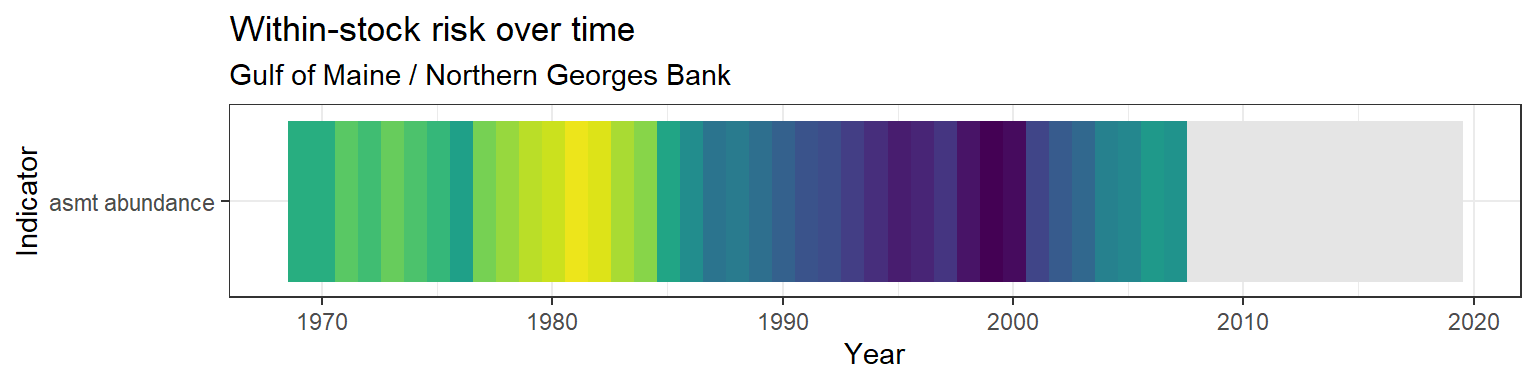 Within-stock risk over time
Gulf of Maine / Northern Georges Bank
Indicator
asmt abundance
1970 1980 1990 2000 2010 2020
Year